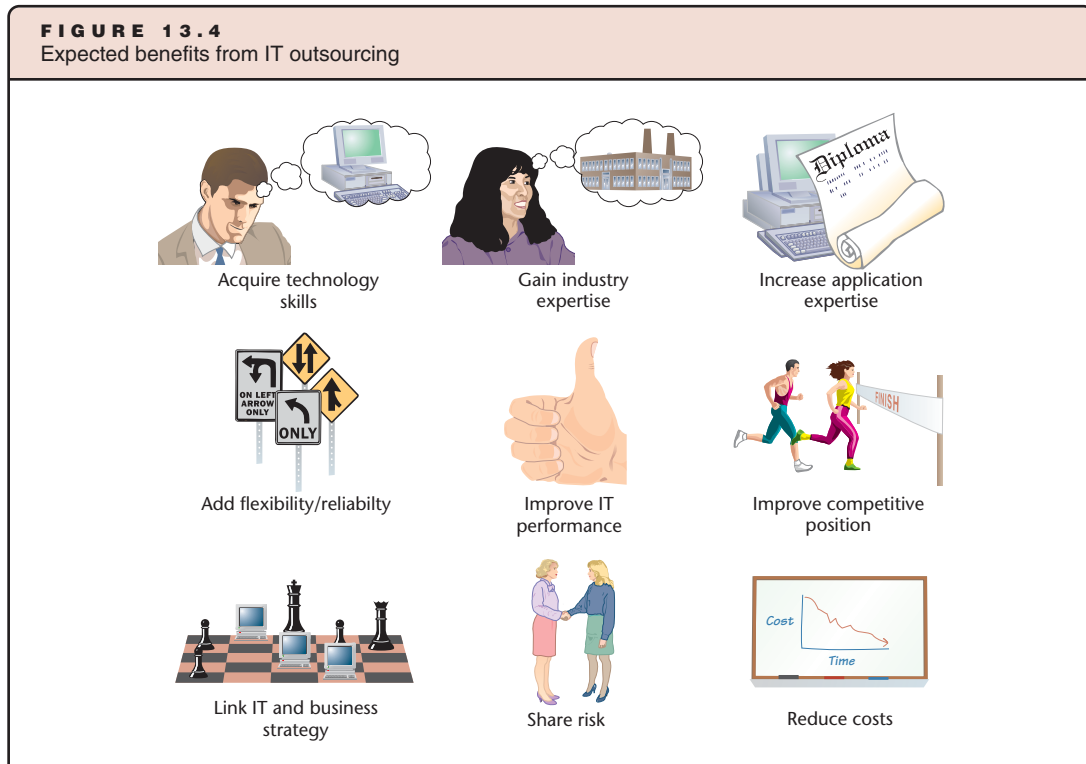 FIGURE 13.4
Expected benefits from IT outsourcing
Diploma
Acquire technology
skills
Gain industry
expertise
Increase application
expertise
ON LEFT
ARROW
ONLY
ONLY
FINISH
Add flexibility/reliabilty
Improve IT
performance
Improve competitive
position
Cost
Time
Link IT and business
strategy
Share risk
Reduce costs